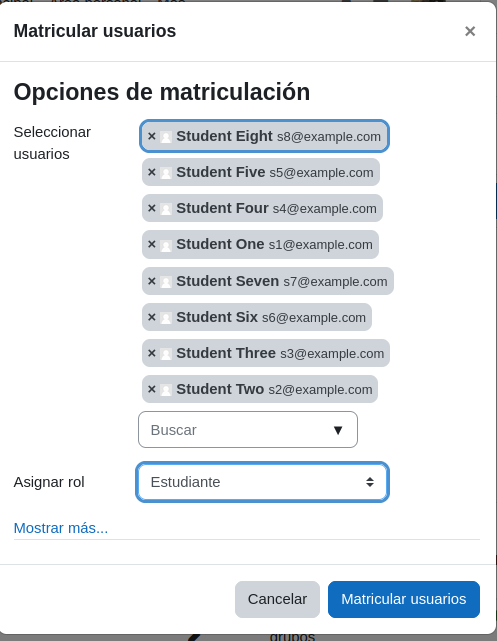 Matricular usuarios ×
Opciones de matriculación
Seleccionar usuarios
× Student Eight s8@example.com
× Student Five s5@example.com
× Student Four s4@example.com
× Student One s1@example.com
× Student Seven s7@example.com
× Student Six s6@example.com
× Student Three s3@example.com
× Student Two s2@example.com
Buscar ▼
Asignar rol
Estudiante
Mostrar más...
Cancelar
Matricular usuarios
grupos